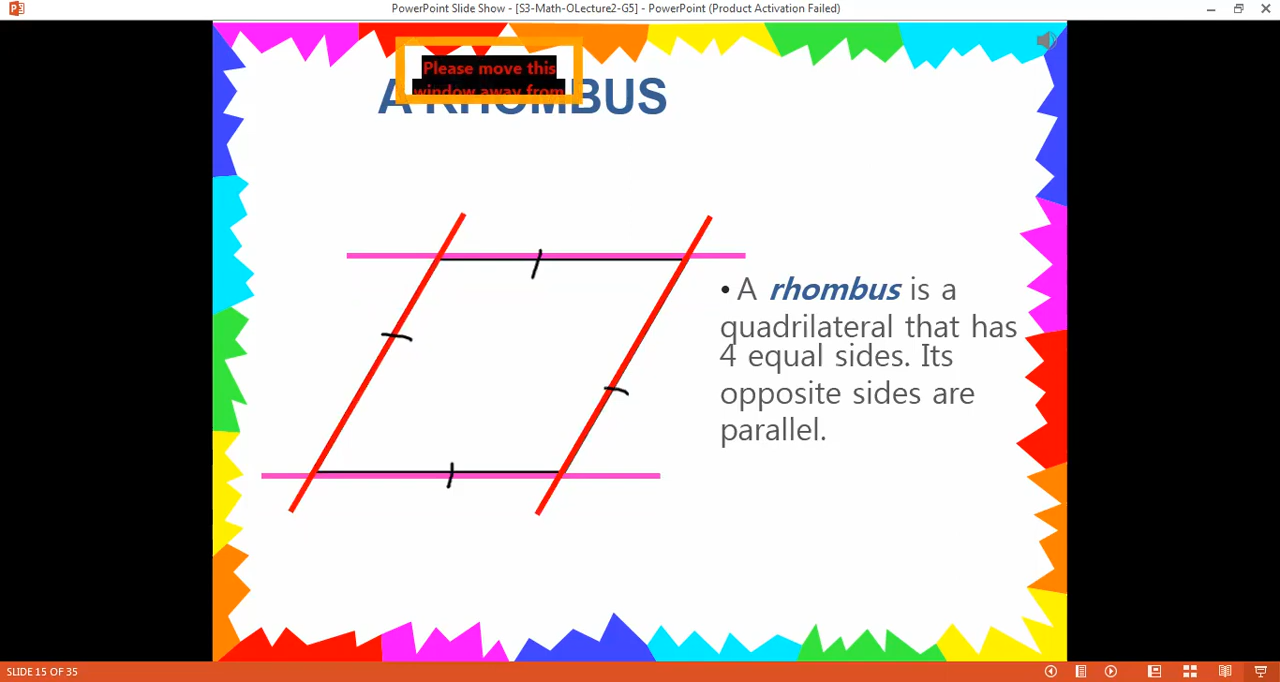 PowerPoint Slide Show - [S3-Math-OLecture2-G5] - PowerPoint (Product Activation Failed)
Please move this
window away from
A RHOMBUS
• A rhombus is a
quadrilateral that has
4 equal sides. Its
opposite sides are
parallel.
SLIDE 15 OF 35